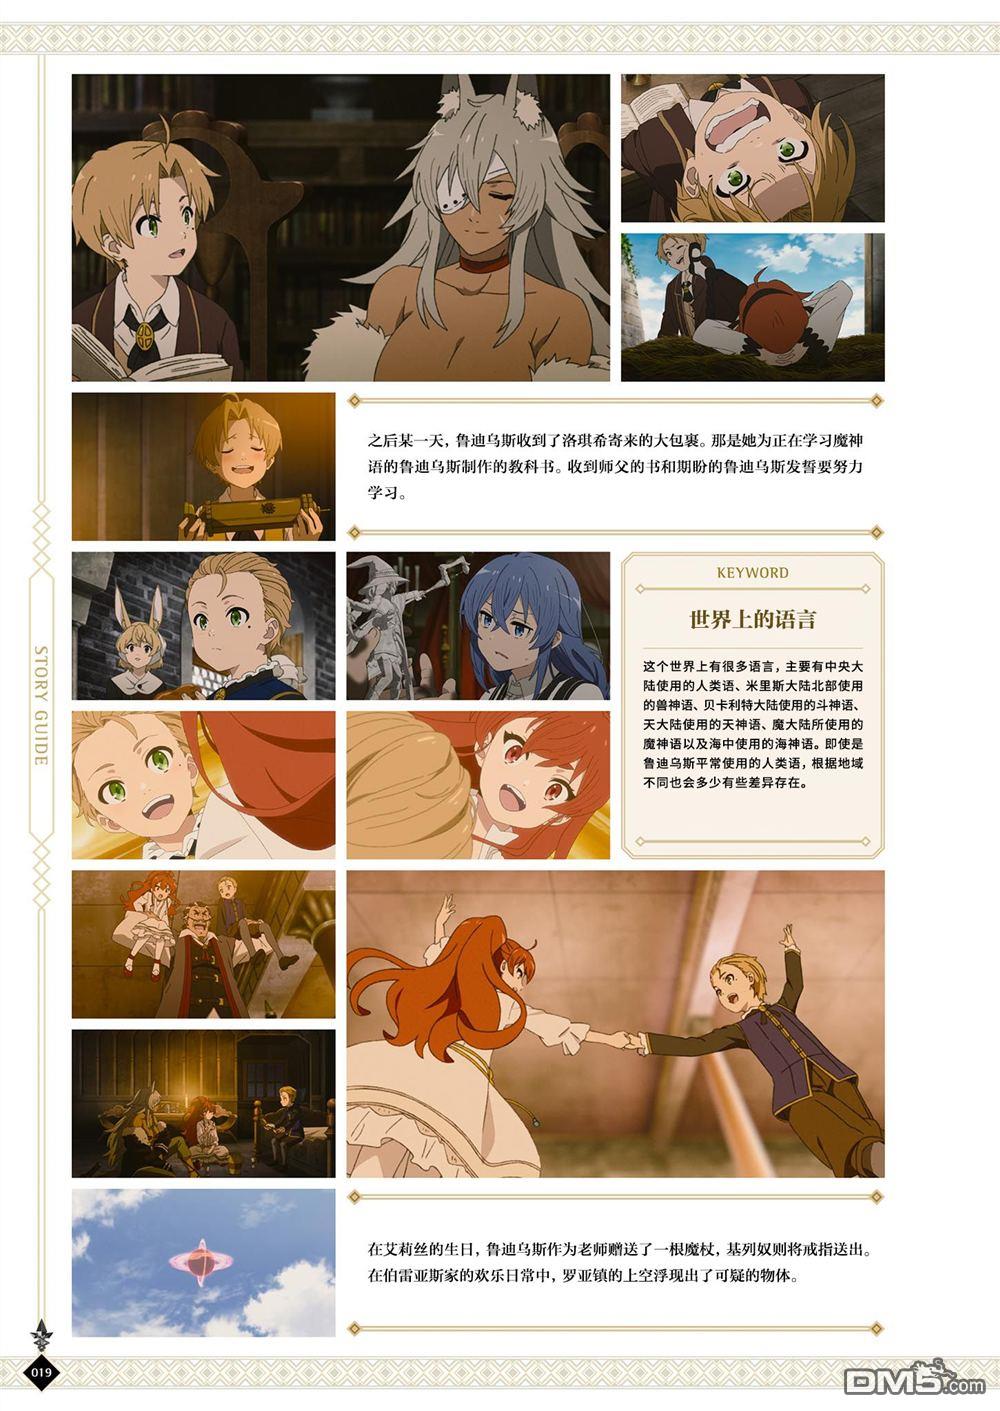 之后某一天，鲁迪乌斯收到了洛琪希寄来的大包裹。那是她为正在学习魔神
语的鲁迪乌斯制作的教科书。收到师父的书和期盼的鲁迪乌斯发誓要努力
学习。
KEYWORD
世界上的语言
这个世界上有很多语言，主要有中央大
陆使用的人类语、米里斯大陆北部使用
的兽神语、贝卡利特大陆使用的斗神语、
天大陆使用的天神语、魔大陆所使用的
魔神语以及海中使用的海神语。即使是
鲁迪乌斯平常使用的人类语，根据地域
不同也会多少有些差异存在。
STORY GUIDE
在艾莉丝的生日，鲁迪乌斯作为老师赠送了一根魔杖，基列奴则将戒指送出。
在伯雷亚斯家的欢乐日常中，罗亚镇的上空浮现出了可疑的物体。
019
DM5.com